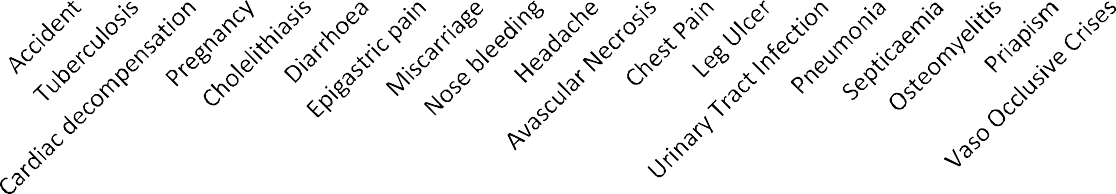 Accident
Tuberculosis
Cardiac decompensation
Pregnancy
Cholelithiasis
Diarrhoea
Epigastric pain
Miscarriage
Nose bleeding
Headache
Avascular Necrosis
Chest Pain
Leg Ulcer
Urinary Tract Infection
Pneumonia
Septicaemia
Osteomyelitis
Priapism
Vaso Occlusive Crises